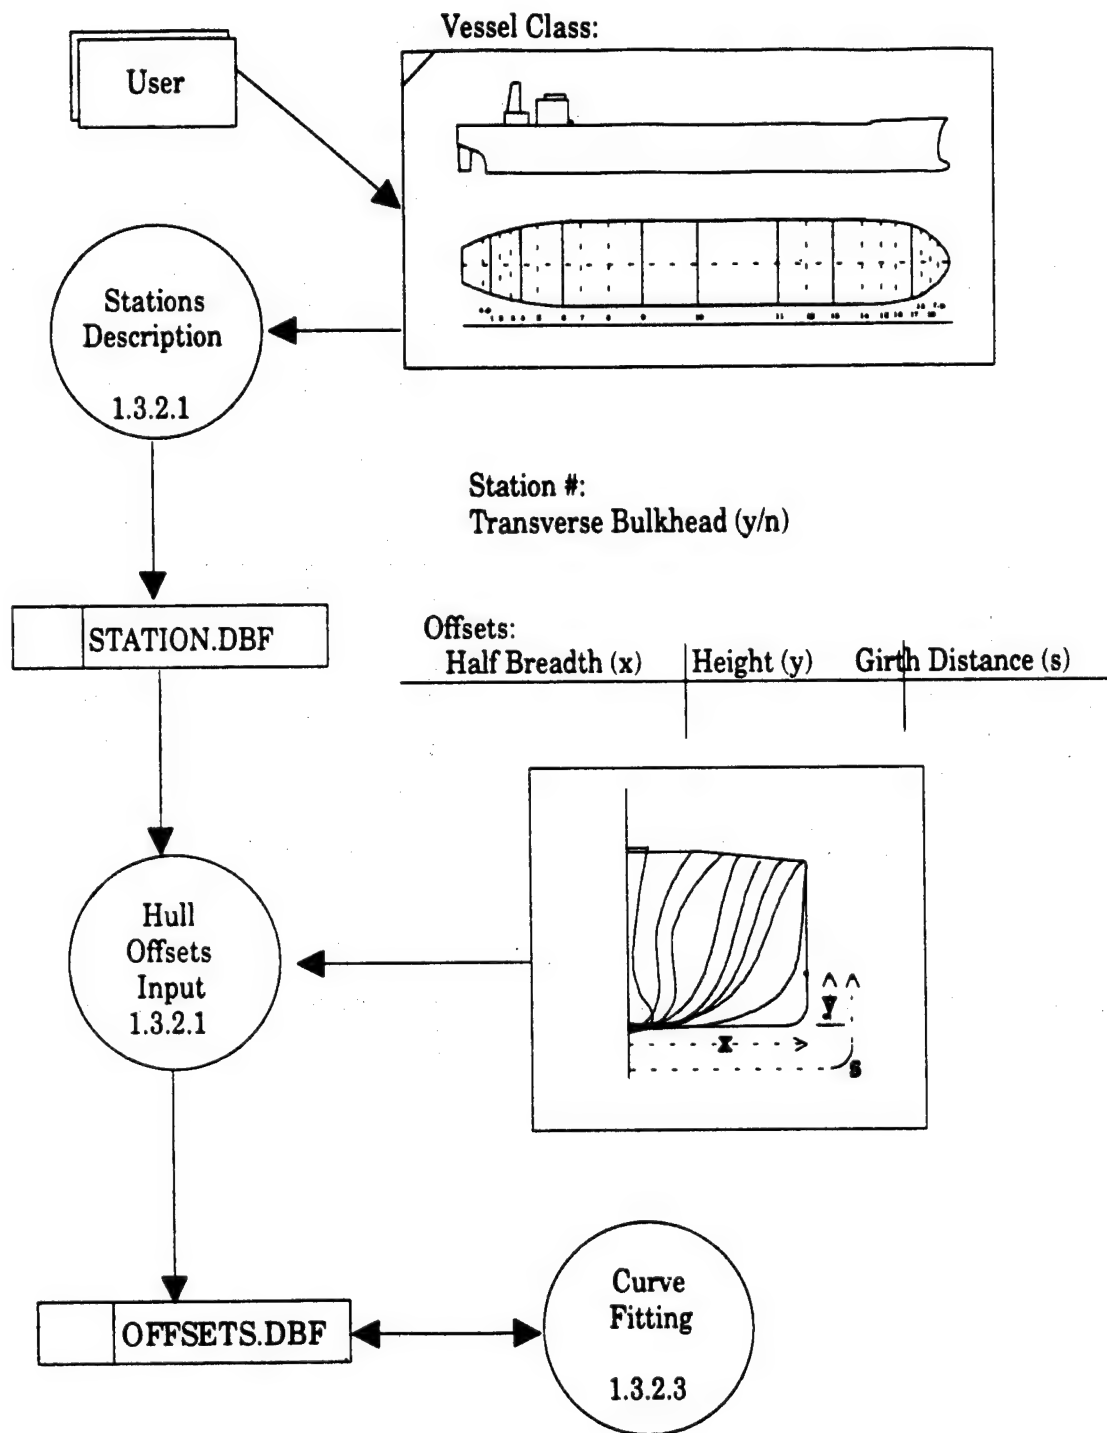 Vessel Class:
User
Stations
Description
1.3.2.1
Station #:
Transverse Bulkhead (y/n)
STATION.DBF
Offsets:
Half Breadth (x) Height (y) Girth Distance (s)
Hull
Offsets
Input
1.3.2.1
y
x
s
OFFSETS.DBF
Curve
Fitting
1.3.2.3